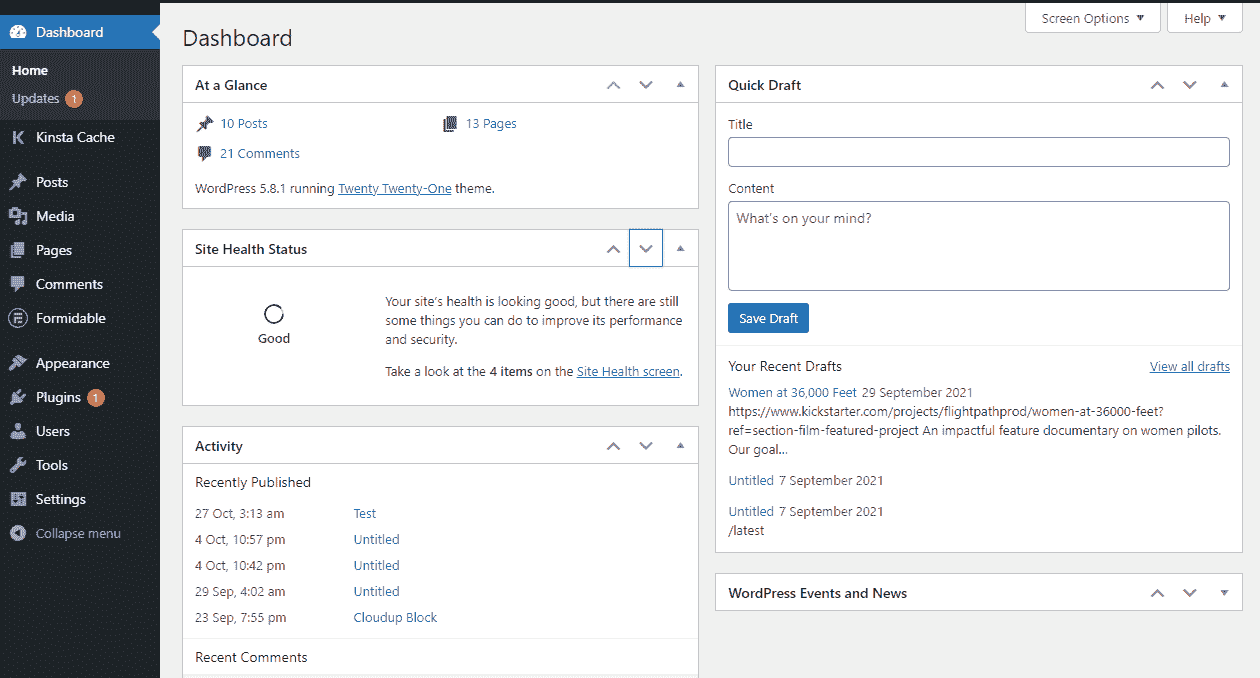 Screen Options
Help
Dashboard
Home
Updates 1
Kinsta Cache
Posts
Media
Pages
Comments
Formidable
Appearance
Plugins 1
Users
Tools
Settings
Collapse menu
Dashboard
At a Glance
10 Posts
13 Pages
21 Comments
WordPress 5.8.1 running Twenty Twenty-One theme.
Site Health Status
Good
Your site's health is looking good, but there are still
some things you can do to improve its performance
and security.
Take a look at the 4 items on the Site Health screen.
Activity
Recently Published
27 Oct, 3:13 am Test
4 Oct, 10:57 pm Untitled
4 Oct, 10:42 pm Untitled
29 Sep, 4:02 am Untitled
23 Sep, 7:55 pm Cloudup Block
Recent Comments
Quick Draft
Title
Content
What's on your mind?
Save Draft
Your Recent Drafts
View all drafts
Women at 36,000 Feet 29 September 2021
https://www.kickstarter.com/projects/flightpathprod/women-at-36000-feet?
ref=section-film-featured-project An impactful feature documentary on women pilots.
Our goal...
Untitled 7 September 2021
Untitled 7 September 2021
/latest
WordPress Events and News